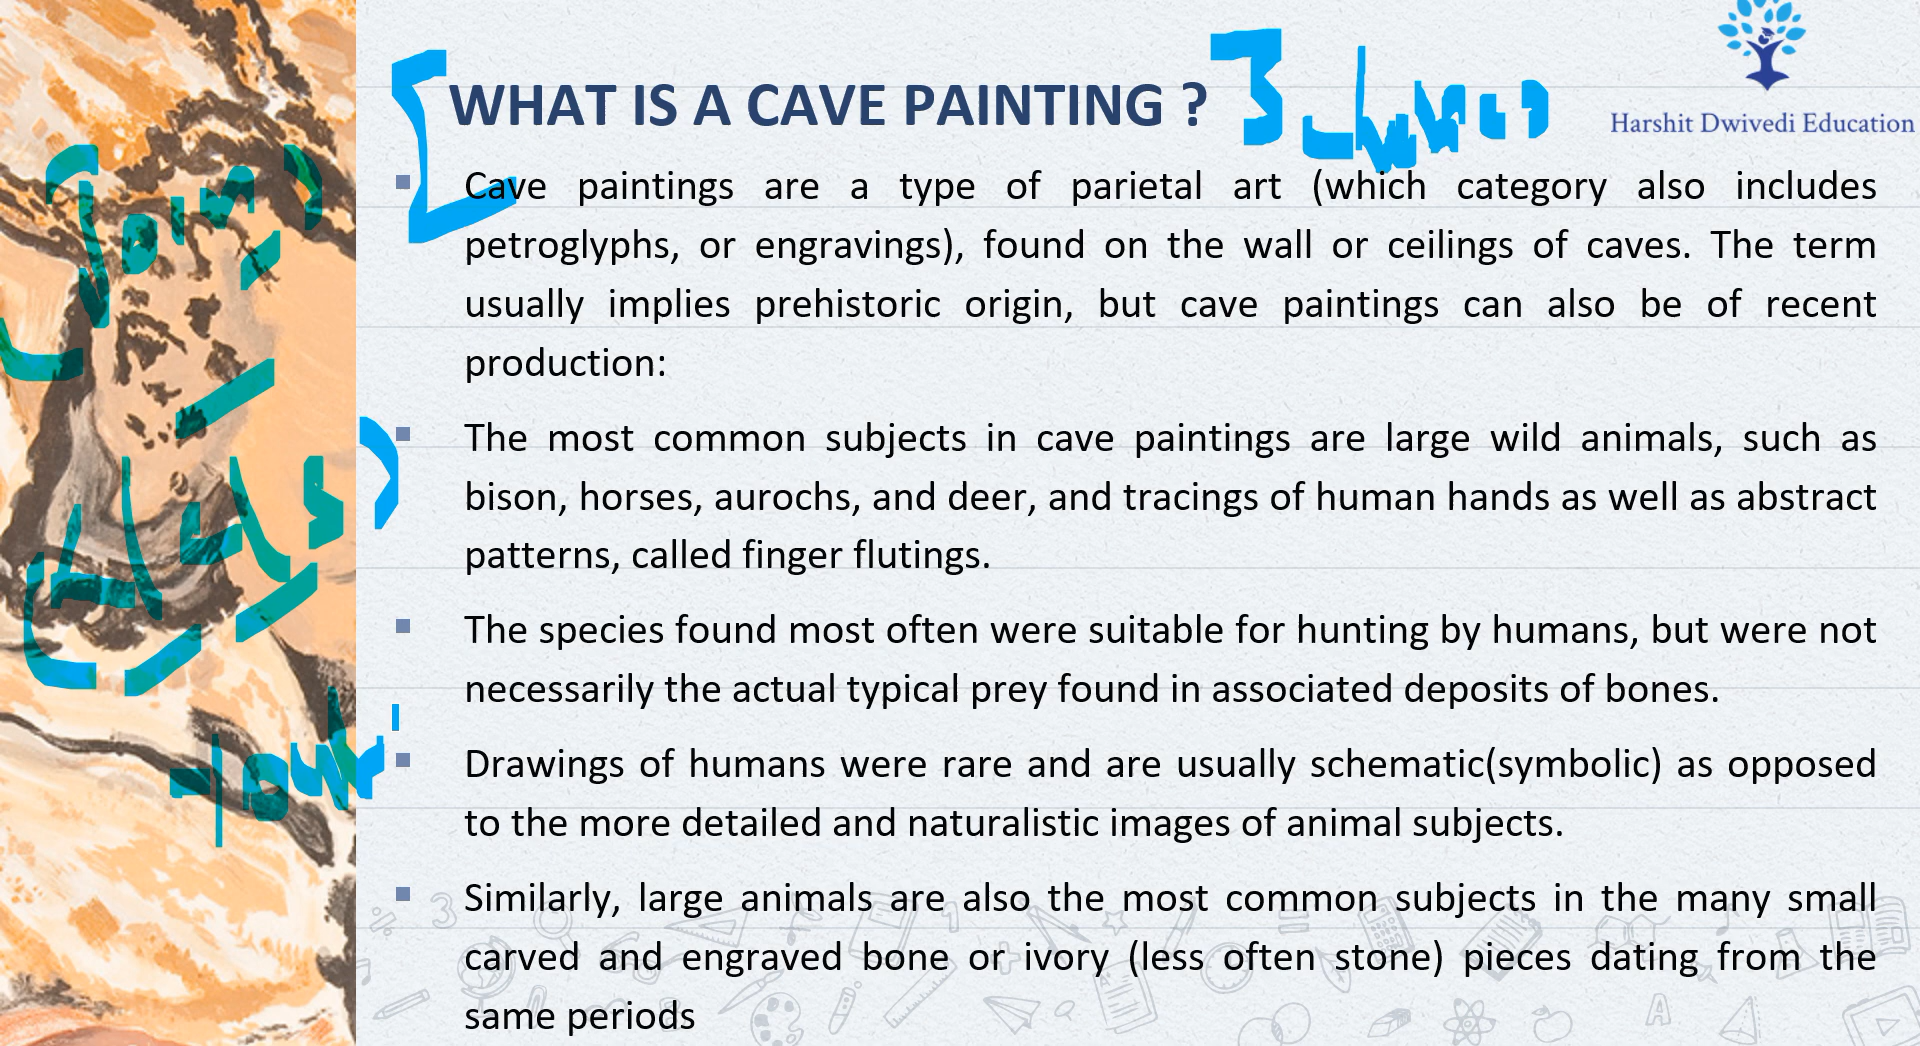 WHAT IS A CAVE PAINTING ?
Harshit Dwivedi Education
▪ Cave paintings are a type of parietal art (which category also includes
petroglyphs, or engravings), found on the wall or ceilings of caves. The term
usually implies prehistoric origin, but cave paintings can also be of recent
production:
▪ The most common subjects in cave paintings are large wild animals, such as
bison, horses, aurochs, and deer, and tracings of human hands as well as abstract
patterns, called finger flutings.
▪ The species found most often were suitable for hunting by humans, but were not
necessarily the actual typical prey found in associated deposits of bones.
▪ Drawings of humans were rare and are usually schematic(symbolic) as opposed
to the more detailed and naturalistic images of animal subjects.
▪ Similarly, large animals are also the most common subjects in the many small
carved and engraved bone or ivory (less often stone) pieces dating from the
same periods